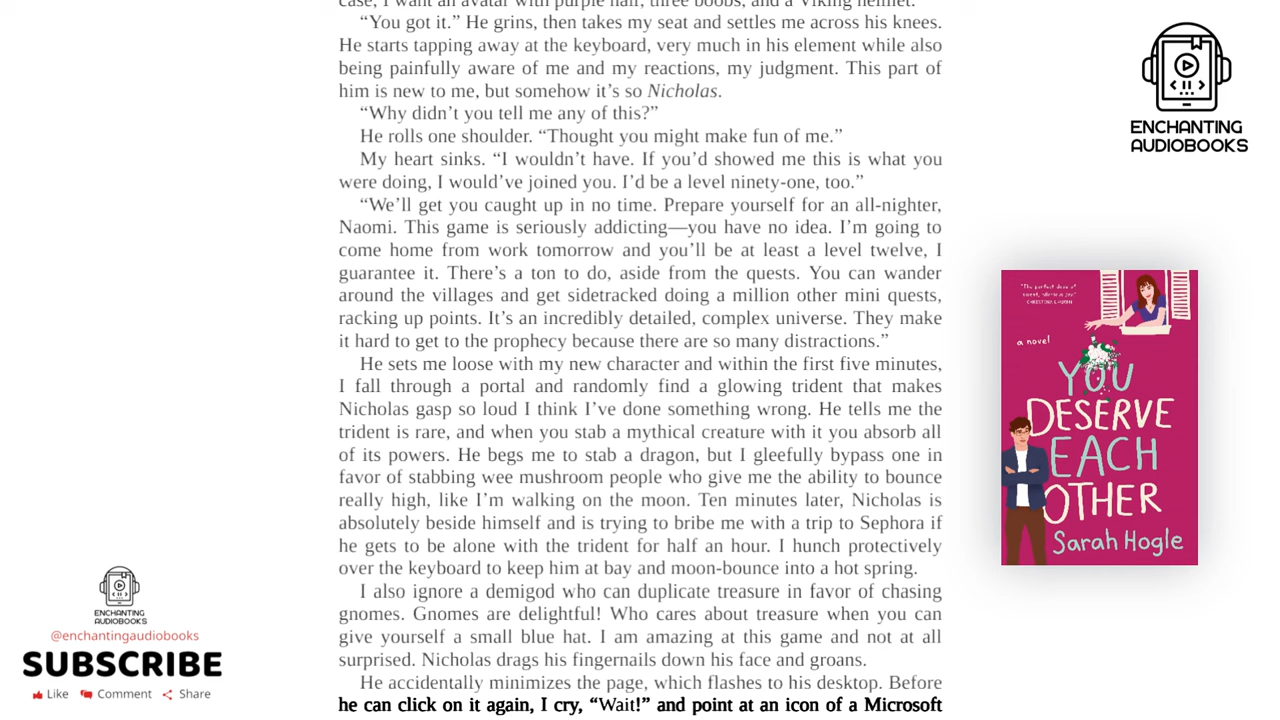 case, I want an avatar with purple hair, three boobs, and a Viking helmet.
“You got it.” He grins, then takes my seat and settles me across his knees.
He starts tapping away at the keyboard, very much in his element while also
being painfully aware of me and my reactions, my judgment. This part of
him is new to me, but somehow it’s so Nicholas.
“Why didn’t you tell me any of this?”
He rolls one shoulder. “Thought you might make fun of me.”
My heart sinks. “I wouldn’t have. If you’d showed me this is what you
were doing, I would’ve joined you. I’d be a level ninety-one, too.”
“We’ll get you caught up in no time. Prepare yourself for an all-nighter,
Naomi. This game is seriously addicting—you have no idea. I’m going to
come home from work tomorrow and you’ll be at least a level twelve, I
guarantee it. There’s a ton to do, aside from the quests. You can wander
around the villages and get sidetracked doing a million other mini quests,
racking up points. It’s an incredibly detailed, complex universe. They make
it hard to get to the prophecy because there are so many distractions.”
He sets me loose with my new character and within the first five minutes,
I fall through a portal and randomly find a glowing trident that makes
Nicholas gasp so loud I think I’ve done something wrong. He tells me the
trident is rare, and when you stab a mythical creature with it you absorb all
of its powers. He begs me to stab a dragon, but I gleefully bypass one in
favor of stabbing wee mushroom people who give me the ability to bounce
really high, like I’m walking on the moon. Ten minutes later, Nicholas is
absolutely beside himself and is trying to bribe me with a trip to Sephora if
he gets to be alone with the trident for half an hour. I hunch protectively
over the keyboard to keep him at bay and moon-bounce into a hot spring.
I also ignore a demigod who can duplicate treasure in favor of chasing
gnomes. Gnomes are delightful! Who cares about treasure when you can
give yourself a small blue hat. I am amazing at this game and not at all
surprised. Nicholas drags his fingernails down his face and groans.
He accidentally minimizes the page, which flashes to his desktop. Before
he can click on it again, I cry, “Wait!” and point at an icon of a Microsoft
ENCHANTING
AUDIOBOOKS
a novel
YOU
DESERVE
EACH
OTHER
Sarah Hogle
ENCHANTING
AUDIOBOOKS
@enchantingaudiobooks
SUBSCRIBE
Like Comment Share